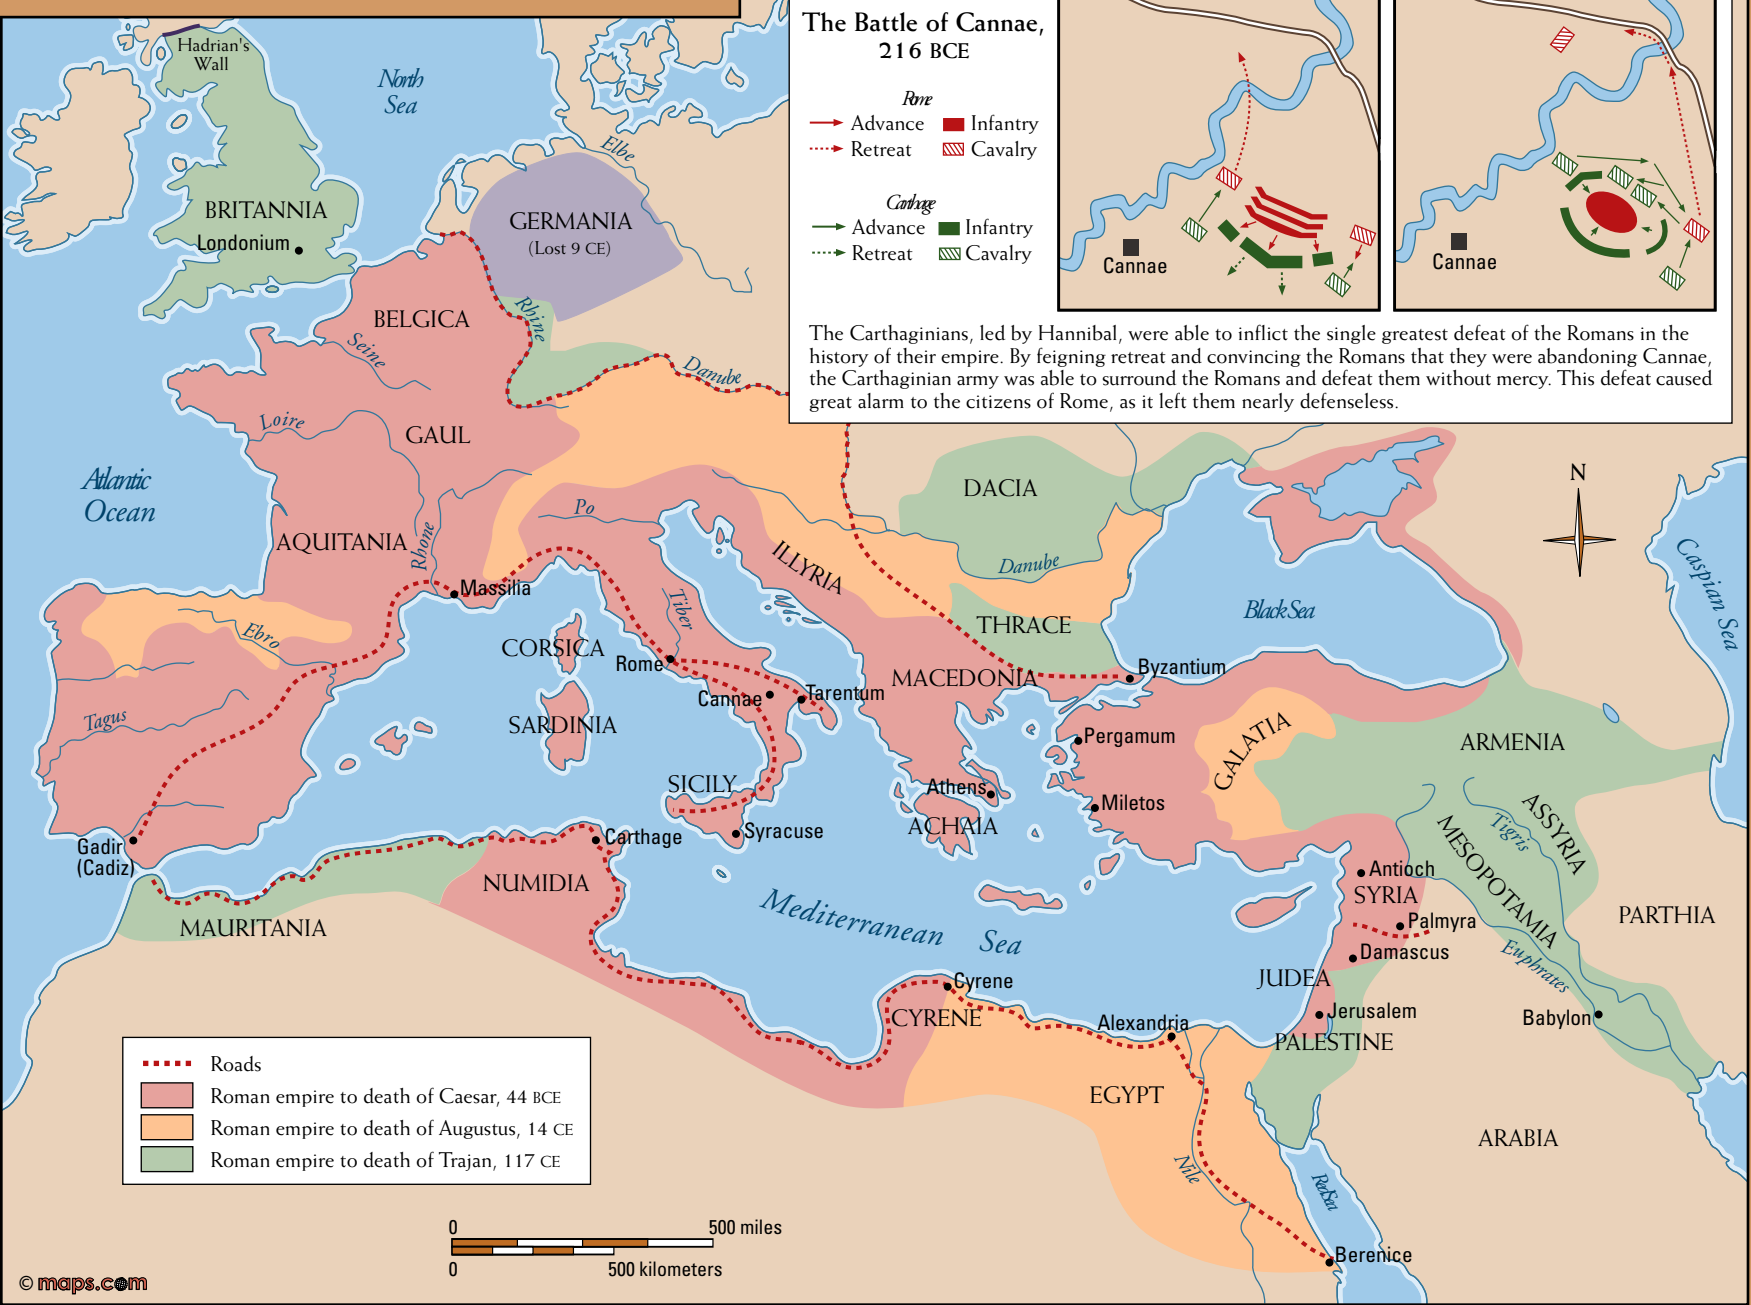 The Battle of Cannae,
216 BCE
Rome
Advance
Infantry
Retreat
Cavalry
Carthage
Advance
Infantry
Retreat
Cavalry
Cannae
Cannae
The Carthaginians, led by Hannibal, were able to inflict the single greatest defeat of the Romans in the
history of their empire. By feigning retreat and convincing the Romans that they were abandoning Cannae,
the Carthaginian army was able to surround the Romans and defeat them without mercy. This defeat caused
great alarm to the citizens of Rome, as it left them nearly defenseless.
Hadrian's
Wall
North
Sea
Elbe
BRITANNIA
Londonium
GERMANIA
(Lost 9 CE)
Rhine
BELGICA
Seine
Danube
Loire
GAUL
Atlantic
Ocean
DACIA
N
Po
AQUITANIA
Rhone
ILLYRIA
Danube
Caspian Sea
Massilia
Tiber
Black Sea
Ebro
THRACE
CORSICA
Rome
Byzantium
MACEDONIA
Cannae
Tarentum
Tagus
SARDINIA
Pergamum
GALATIA
ARMENIA
SICILY
Athens
Miletos
ASSYRIA
Tigris
ACHAIA
Syracuse
Carthage
Gadir
(Cadiz)
MESOPOTAMIA
Antioch
NUMIDIA
SYRIA
MAURITANIA
Mediterranean Sea
Palmyra
PARTHIA
Damascus
Euphrates
JUDEA
Cyrene
CYRENE
Alexandria
Jerusalem
Babylon
PALESTINE
EGYPT
ARABIA
Nile
Red Sea
Berenice
Roads
Roman empire to death of Caesar, 44 BCE
Roman empire to death of Augustus, 14 CE
Roman empire to death of Trajan, 117 CE
0
500 miles
0
500 kilometers
© maps.com